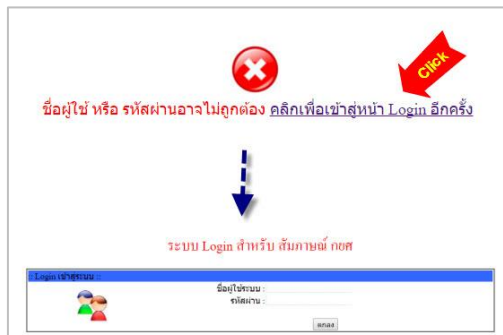 Click
ชื่อผู้ใช้ หรือ รหัสผ่านอาจไม่ถูกต้อง คลิกเพื่อเข้าสู่หน้า Login อีกครั้ง
ระบบ Login สำหรับ สัมภาษณ์ กยศ
:: Login เข้าสู่ระบบ ::
ชื่อผู้ใช้ระบบ :
รหัสผ่าน :
ตกลง